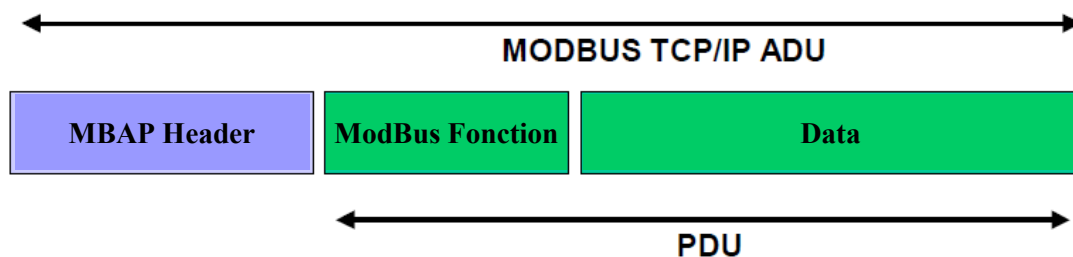 MODBUS TCP/IP ADU
MBAP Header
ModBus Fonction
Data
PDU